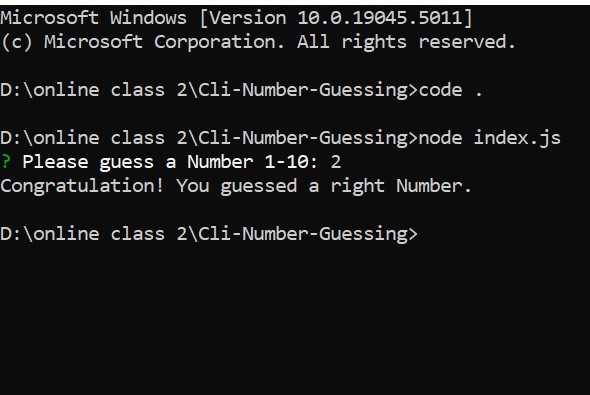 Microsoft Windows [Version 10.0.19045.5011]
(c) Microsoft Corporation. All rights reserved.
D:\online class 2\Cli-Number-Guessing>code .
D:\online class 2\Cli-Number-Guessing>node index.js
? Please guess a Number 1-10: 2
Congratulation! You guessed a right Number.
D:\online class 2\Cli-Number-Guessing>